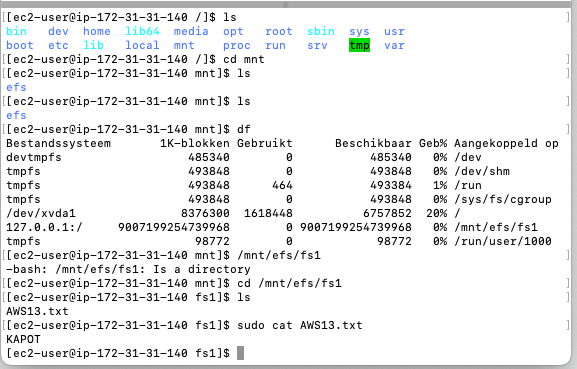 [ec2-user@ip-172-31-31-140 /]$ ls
bin dev home lib64 media opt root sbin sys usr
boot etc lib local mnt proc run srv tmp var
[ec2-user@ip-172-31-31-140 /]$ cd mnt
[ec2-user@ip-172-31-31-140 mnt]$ ls
efs
[ec2-user@ip-172-31-31-140 mnt]$ ls
efs
[ec2-user@ip-172-31-31-140 mnt]$ df
Bestandssysteem 1K-blokken Gebruikt Beschikbaar Geb% Aangekoppeld op
devtmpfs 485340 0 485340 0% /dev
tmpfs 493848 0 493848 0% /dev/shm
tmpfs 493848 464 493384 1% /run
tmpfs 493848 0 493848 0% /sys/fs/cgroup
/dev/xvda1 8376300 1618448 6757852 20% /
127.0.0.1:/ 9007199254739968 0 9007199254739968 0% /mnt/efs/fs1
tmpfs 98772 0 98772 0% /run/user/1000
[ec2-user@ip-172-31-31-140 mnt]$ /mnt/efs/fs1
-bash: /mnt/efs/fs1: Is a directory
[ec2-user@ip-172-31-31-140 mnt]$ cd /mnt/efs/fs1
[ec2-user@ip-172-31-31-140 fs1]$ ls
AWS13.txt
[ec2-user@ip-172-31-31-140 fs1]$ sudo cat AWS13.txt
KAPOT
[ec2-user@ip-172-31-31-140 fs1]$